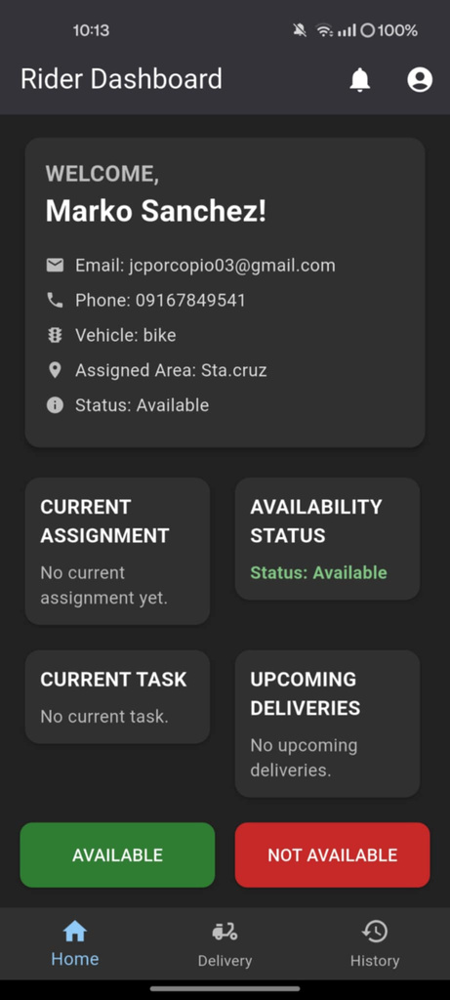 10:13
100%
Rider Dashboard
WELCOME,
Marko Sanchez!
Email: jcporcopio03@gmail.com
Phone: 09167849541
Vehicle: bike
Assigned Area: Sta.cruz
Status: Available
CURRENT
ASSIGNMENT
No current
assignment yet.
AVAILABILITY
STATUS
Status: Available
CURRENT TASK
No current task.
UPCOMING
DELIVERIES
No upcoming
deliveries.
AVAILABLE
NOT AVAILABLE
Home
Delivery
History